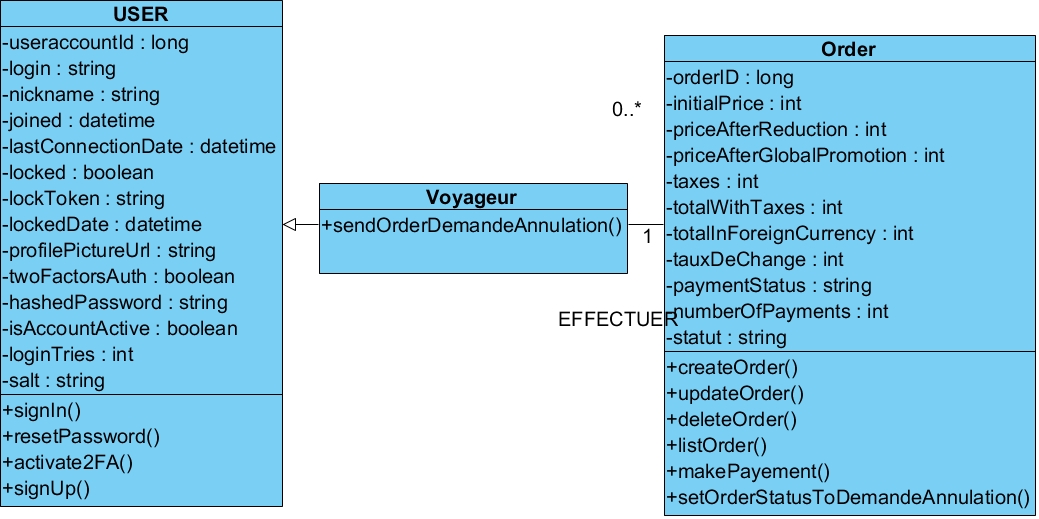 USER
-useraccountId : long
-login : string
-nickname : string
-joined : datetime
-lastConnectionDate : datetime
-locked : boolean
-lockToken : string
-lockedDate : datetime
-profilePictureUrl : string
-twoFactorsAuth : boolean
-hashedPassword : string
-isAccountActive : boolean
-loginTries : int
-salt : string
+signIn()
+resetPassword()
+activate2FA()
+signUp()
Voyageur
+sendOrderDemandeAnnulation()
0..*
1
EFFECTUER
Order
-orderID : long
-initialPrice : int
-priceAfterReduction : int
-priceAfterGlobalPromotion : int
-taxes : int
-totalWithTaxes : int
-totalInForeignCurrency : int
-tauxDeChange : int
-paymentStatus : string
-numberOfPayments : int
-statut : string
+createOrder()
+updateOrder()
+deleteOrder()
+listOrder()
+makePayement()
+setOrderStatusToDemandeAnnulation()